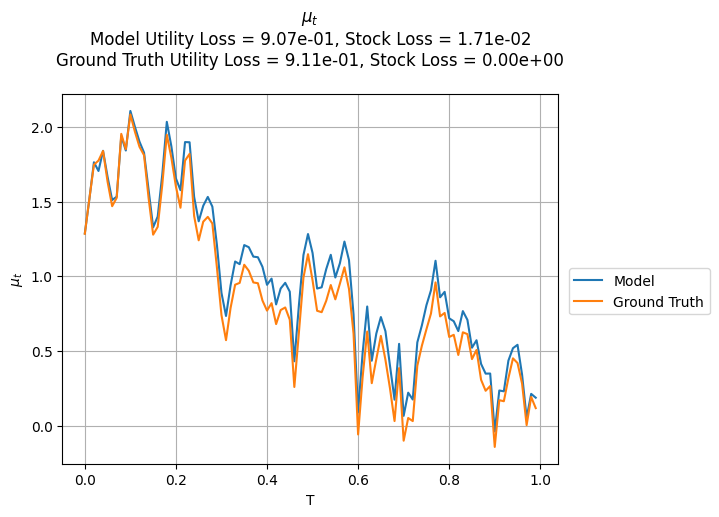 μt
Model Utility Loss = 9.07e-01, Stock Loss = 1.71e-02
Ground Truth Utility Loss = 9.11e-01, Stock Loss = 0.00e+00
2.0
1.5
1.0
0.5
0.0
μt
0.0 0.2 0.4 0.6 0.8 1.0
T
Model
Ground Truth